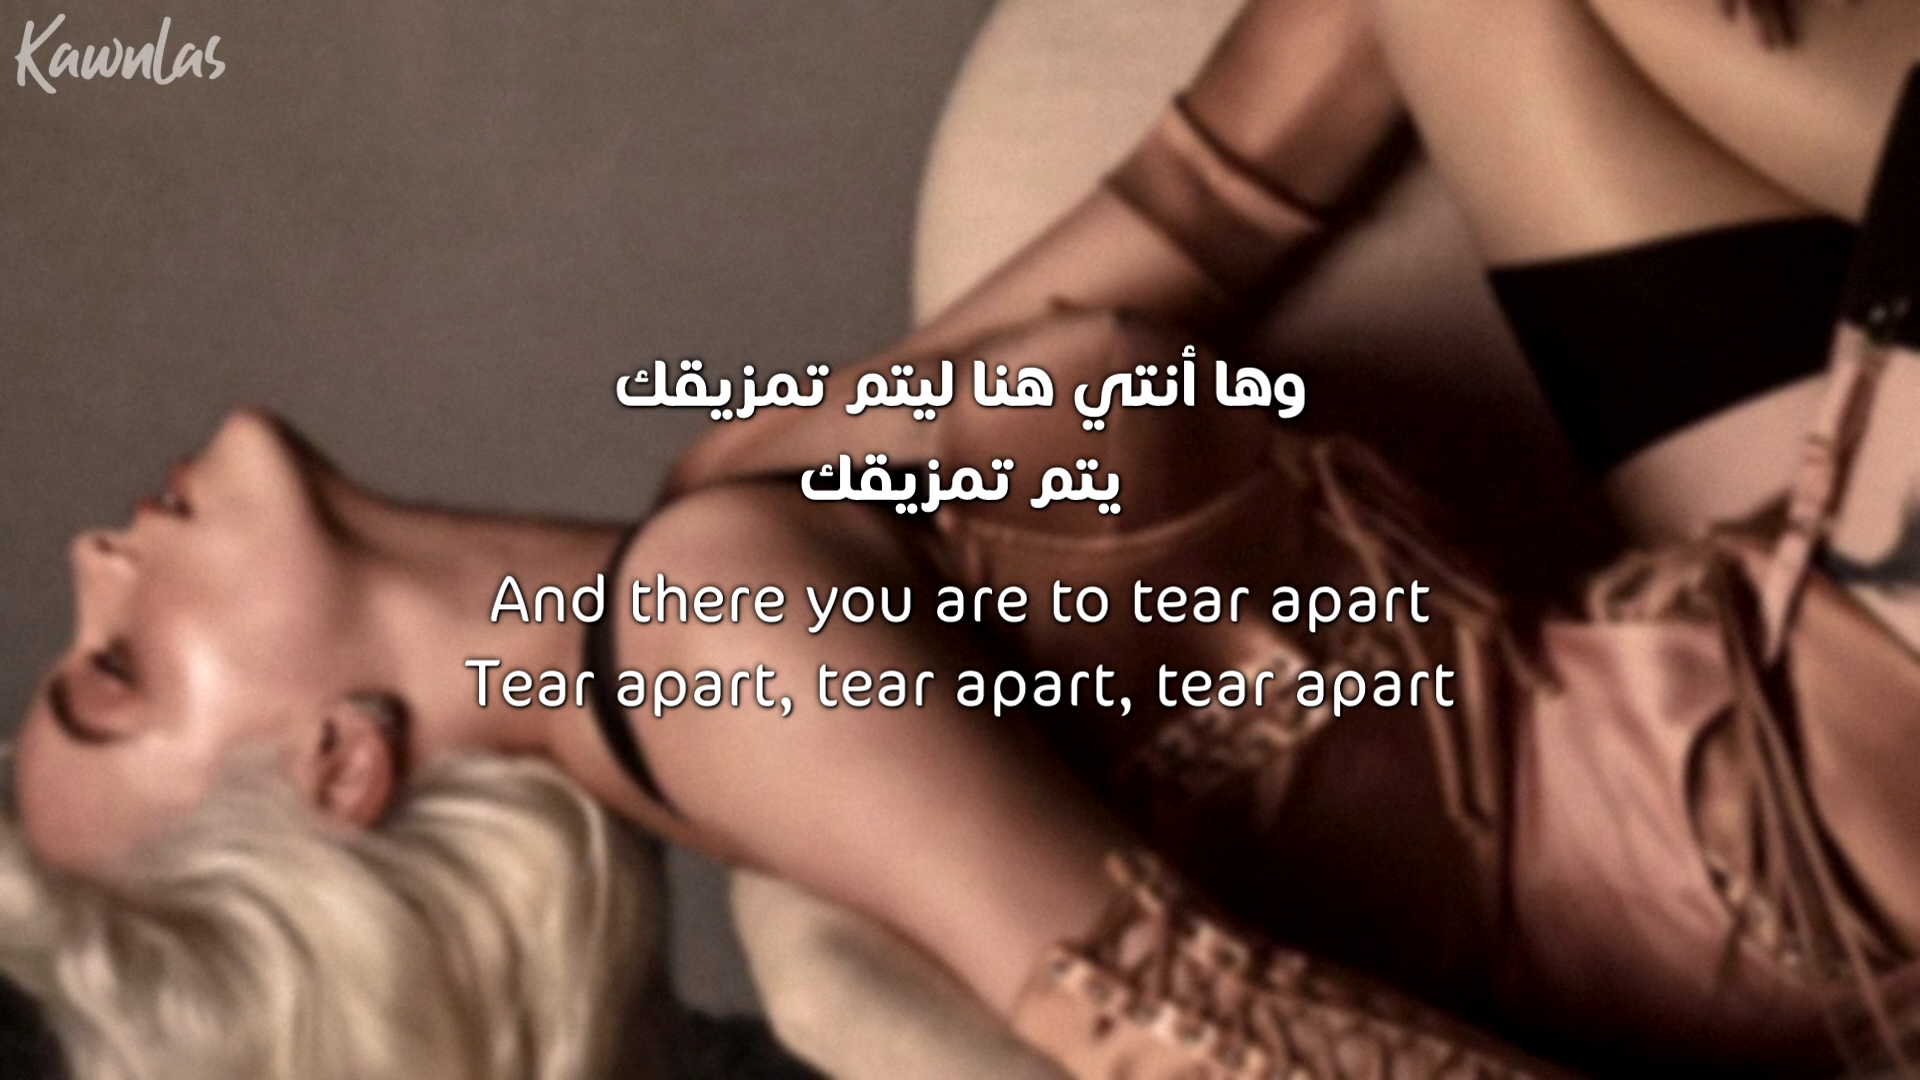 Kawnlas
وها أنتي هنا ليتم تمزيقك
يتم تمزيقك
And there you are to tear apart
Tear apart, tear apart, tear apart